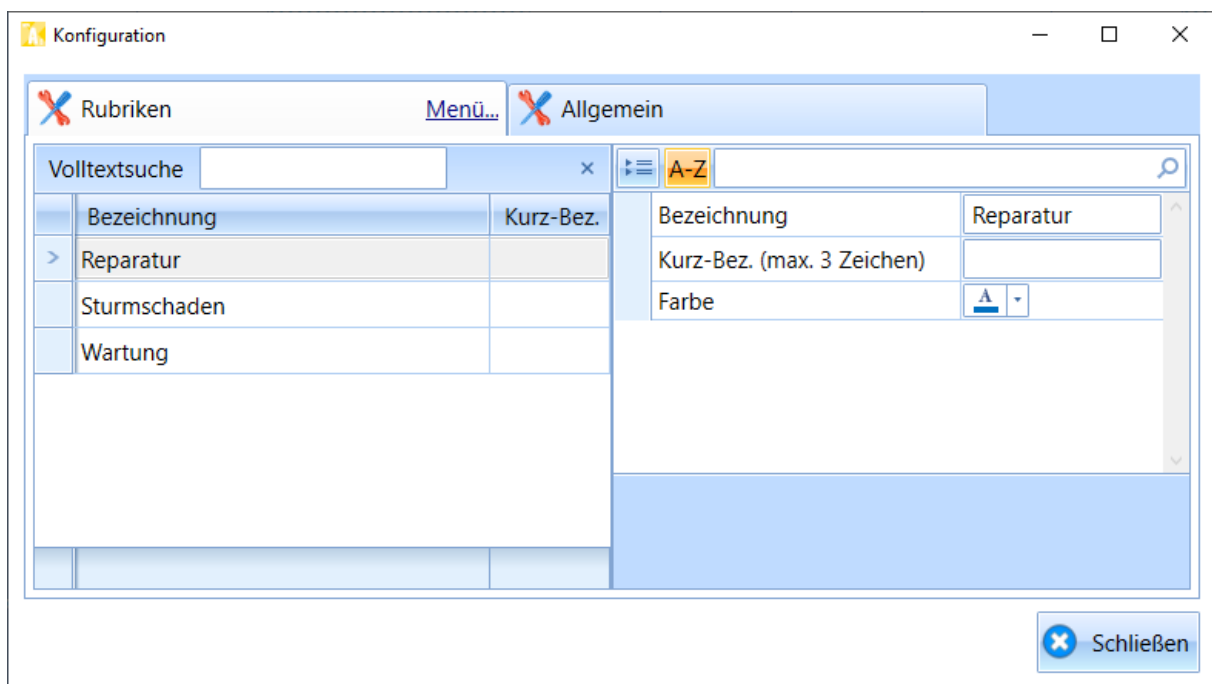 Konfiguration
Rubriken Menü... Allgemein
Volltextsuche A-Z
Bezeichnung Kurz-Bez. Bezeichnung Reparatur
Reparatur Kurz-Bez. (max. 3 Zeichen)
Sturmschaden Farbe A
Wartung
Schließen